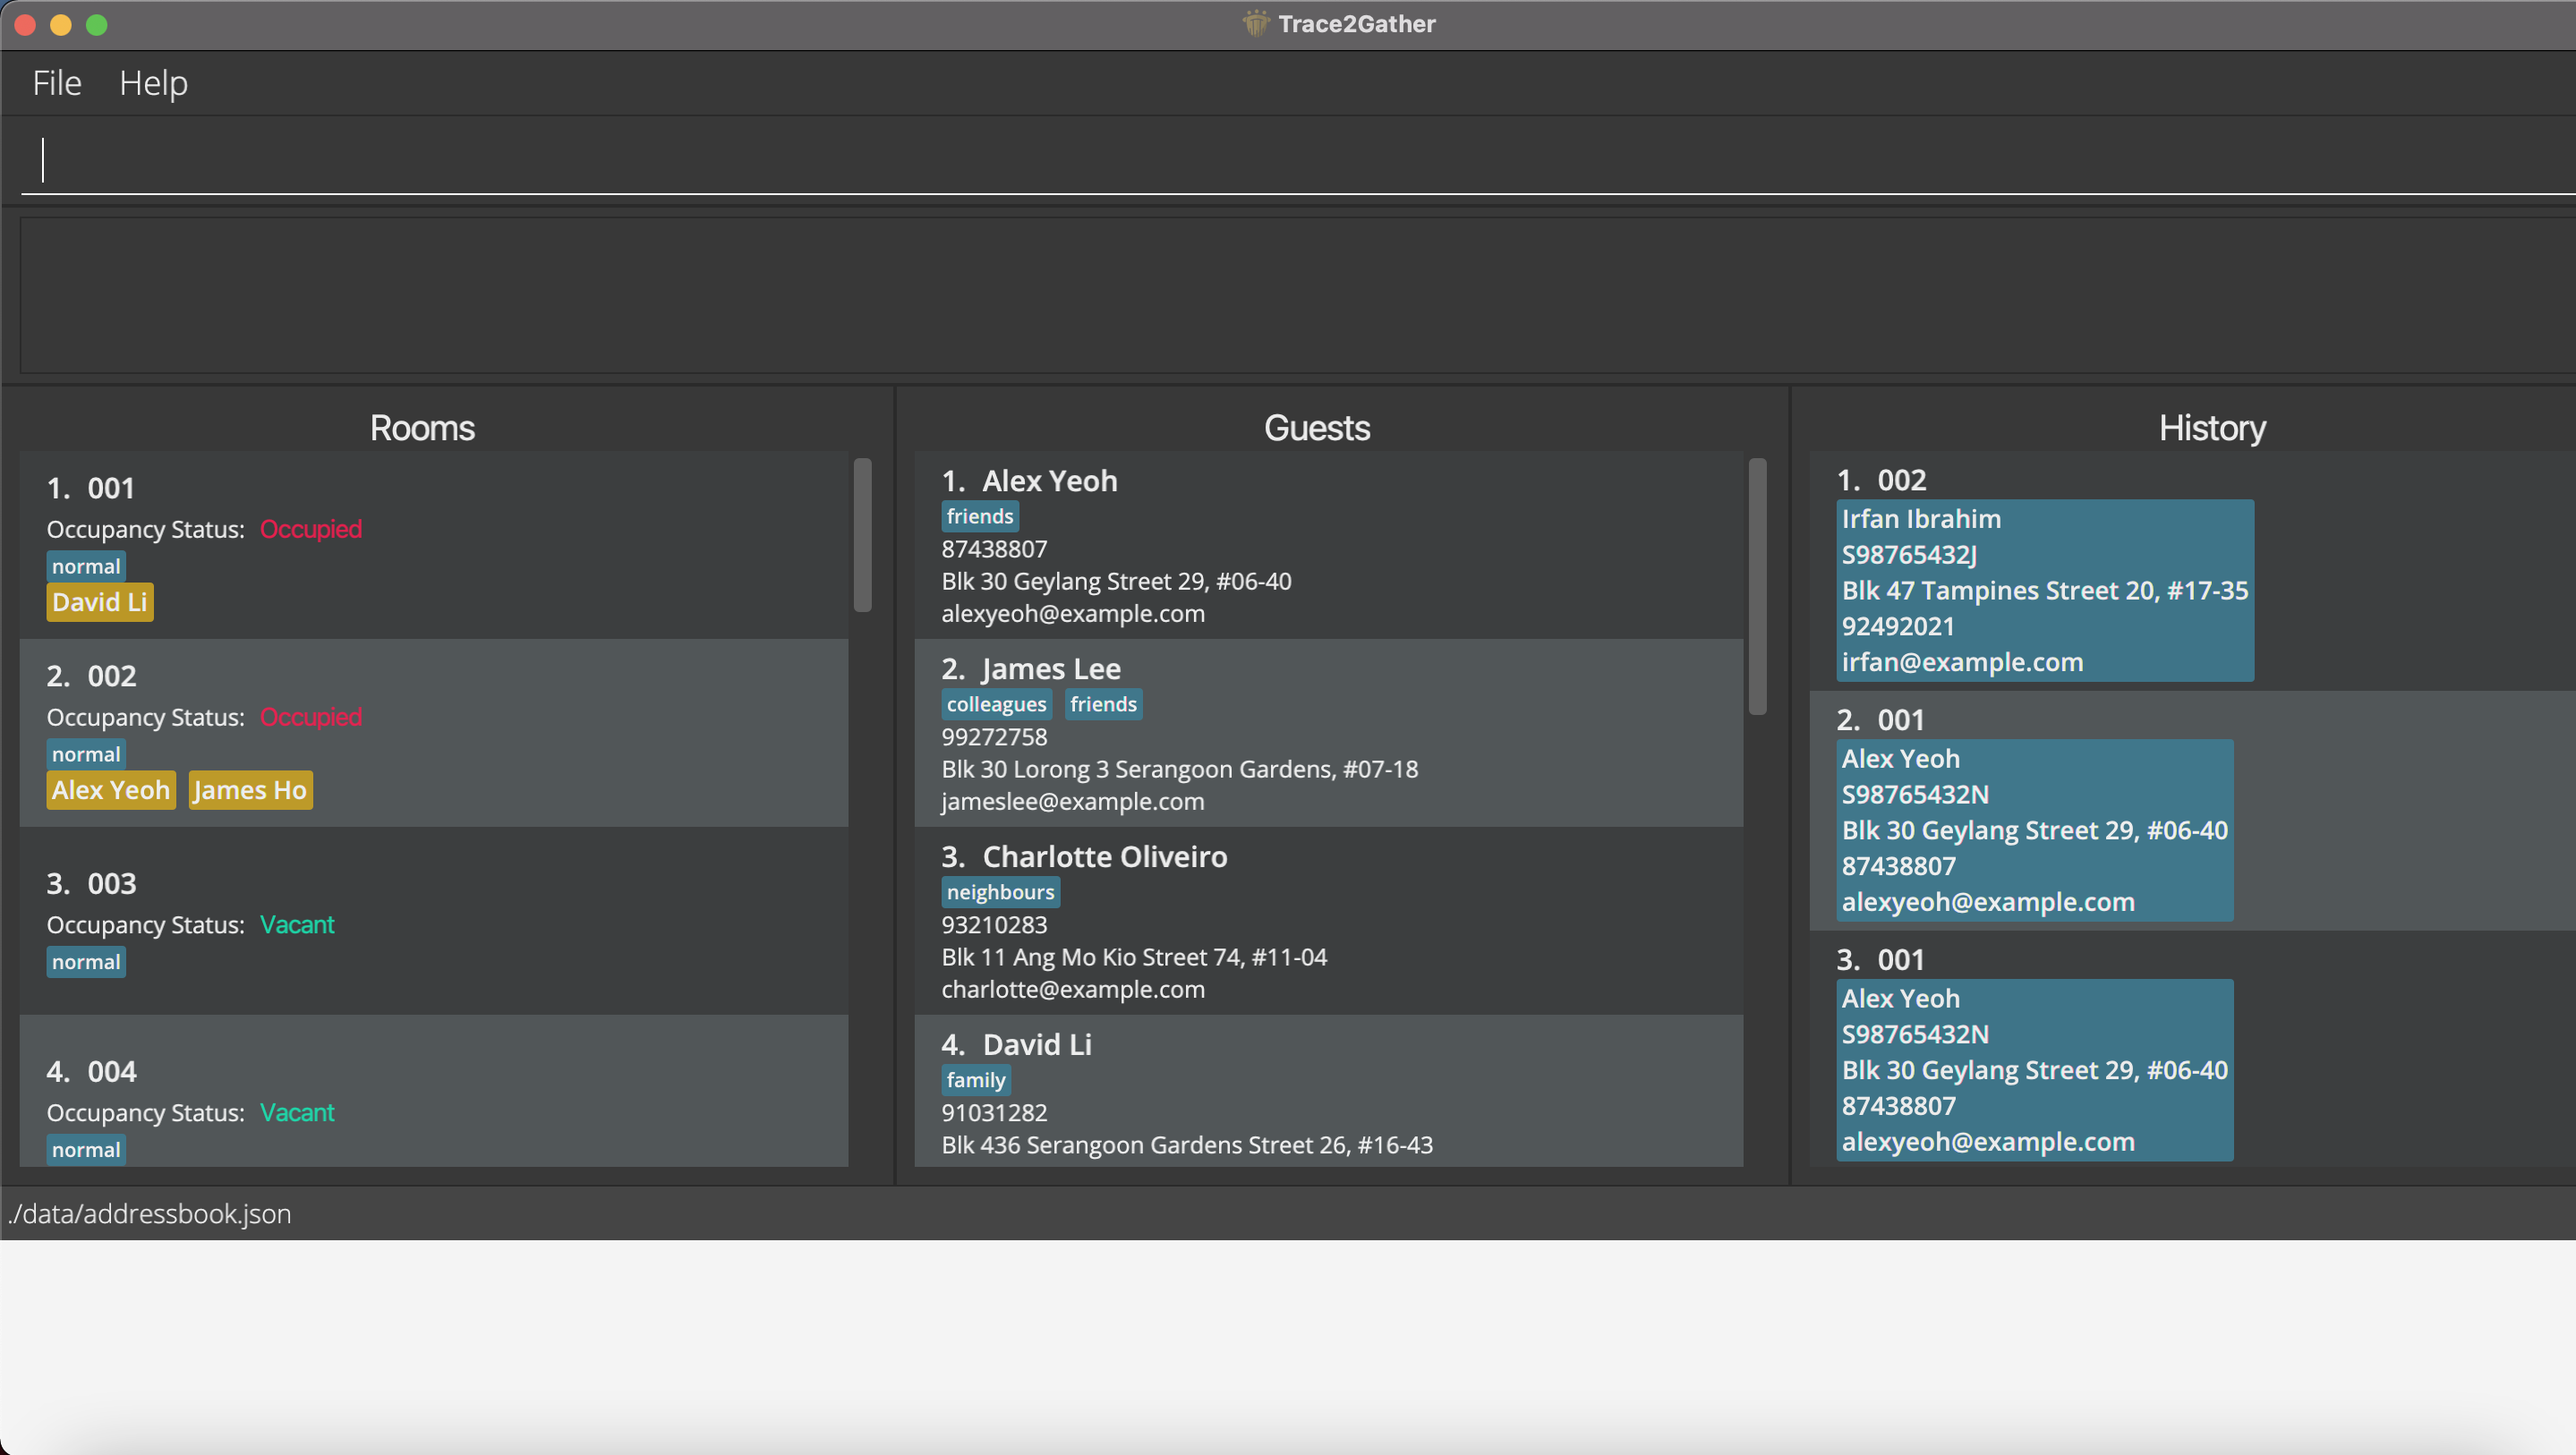 Trace2Gather
File Help
Rooms
1. 001
Occupancy Status: Occupied
normal
David Li
2. 002
Occupancy Status: Occupied
normal
Alex Yeoh James Ho
3. 003
Occupancy Status: Vacant
normal
4. 004
Occupancy Status: Vacant
normal
Guests
1. Alex Yeoh
friends
87438807
Blk 30 Geylang Street 29, #06-40
alexyeoh@example.com
2. James Lee
colleagues friends
99272758
Blk 30 Lorong 3 Serangoon Gardens, #07-18
jameslee@example.com
3. Charlotte Oliveiro
neighbours
93210283
Blk 11 Ang Mo Kio Street 74, #11-04
charlotte@example.com
4. David Li
family
91031282
Blk 436 Serangoon Gardens Street 26, #16-43
History
1. 002
Irfan Ibrahim
S98765432J
Blk 47 Tampines Street 20, #17-35
92492021
irfan@example.com
2. 001
Alex Yeoh
S98765432N
Blk 30 Geylang Street 29, #06-40
87438807
alexyeoh@example.com
3. 001
Alex Yeoh
S98765432N
Blk 30 Geylang Street 29, #06-40
87438807
alexyeoh@example.com
./data/addressbook.json